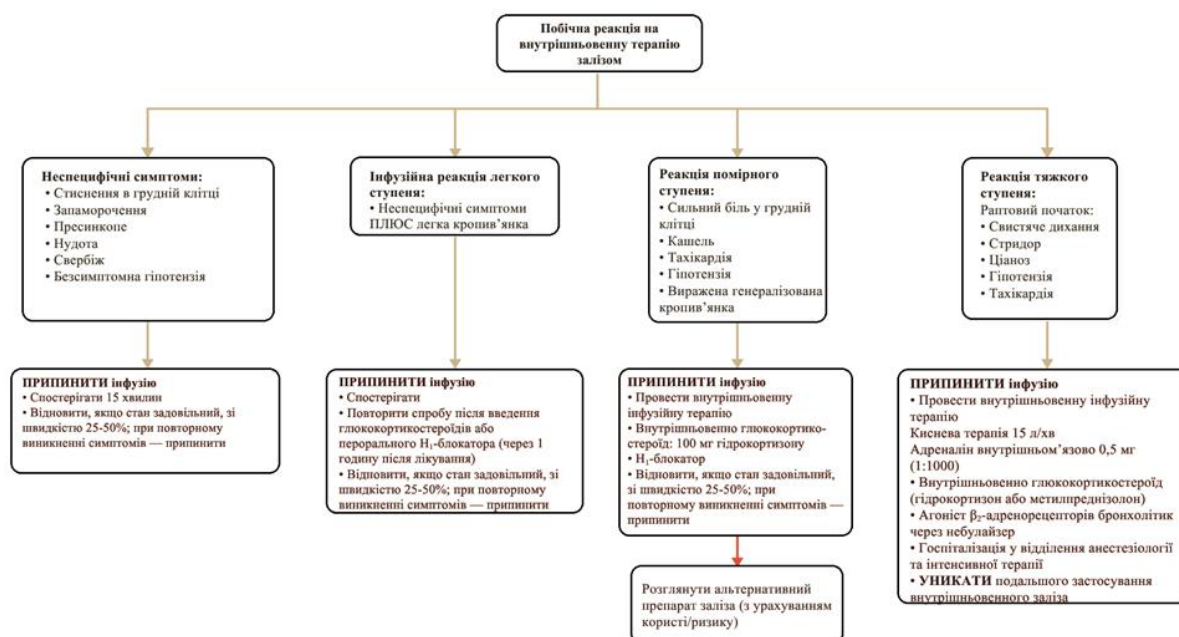 Побічна реакція на
внутрішньовенну терапію
залізом
Неспецифічні симптоми:
• Стиснення в грудній клітці
• Запаморочення
• Пресинкопе
• Нудота
• Свербіж
• Безсимптомна гіпотензія
Інфузійна реакція легкого
ступеня:
• Неспецифічні симптоми
ПЛЮС легка кропив’янка
Реакція помірного
ступеня:
• Сильний біль у грудній
клітці
• Кашель
• Тахікардія
• Гіпотензія
• Виражена генералізована
кропив’янка
Реакція тяжкого
ступеня:
Раптовий початок:
• Свистяче дихання
• Стридор
• Ціаноз
• Гіпотензія
• Тахікардія
ПРИПИНИТИ інфузію
• Спостерігати 15 хвилин
• Відновити, якщо стан задовільний, зі
швидкістю 25-50%; при повторному
виникненні симптомів — припинити
ПРИПИНИТИ інфузію
• Спостерігати
• Повторити спробу після введення
глюкокортикостероїдів або
перорального H₁-блокатора (через 1
годину після лікування)
• Відновити, якщо стан задовільний, зі
швидкістю 25-50%; при повторному
виникненні симптомів — припинити
ПРИПИНИТИ інфузію
• Провести внутрішньовенну
інфузійну терапію
• Внутрішньовенно глюкокортико-
стероїд: 100 мг гідрокортизону
• H₁-блокатор
• Відновити, якщо стан задовільний,
зі швидкістю 25-50%; при
повторному виникненні симптомів —
припинити
ПРИПИНИТИ інфузію
• Провести внутрішньовенну інфузійну
терапію
Киснева терапія 15 л/хв
Адреналін внутрішньом’язово 0,5 мг
(1:1000)
• Внутрішньовенно глюкокортикостероїд
(гідрокортизон або метилпреднізолон)
• Агоніст β₂-адренорецепторів бронхолітик
через небулайзер
• Госпіталізація у відділення анестезіології
та інтенсивної терапії
• УНИКАТИ подальшого застосування
внутрішньовенного заліза
Розглянути альтернативний
препарат заліза (з урахуванням
користі/ризику)